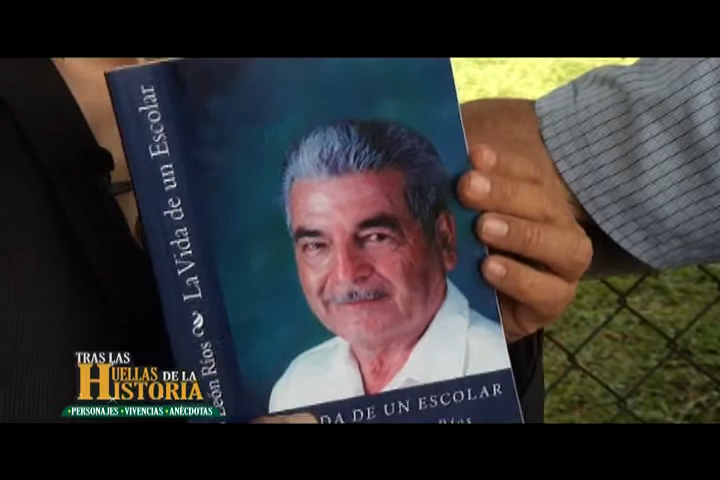 La Vida de un Escolar
León Ríos
DA DE UN ESCOLAR
Ríos
TRAS LAS
HUELLAS DE LA
HISTORIA
•PERSONAJES •VIVENCIAS •ANÉCDOTAS